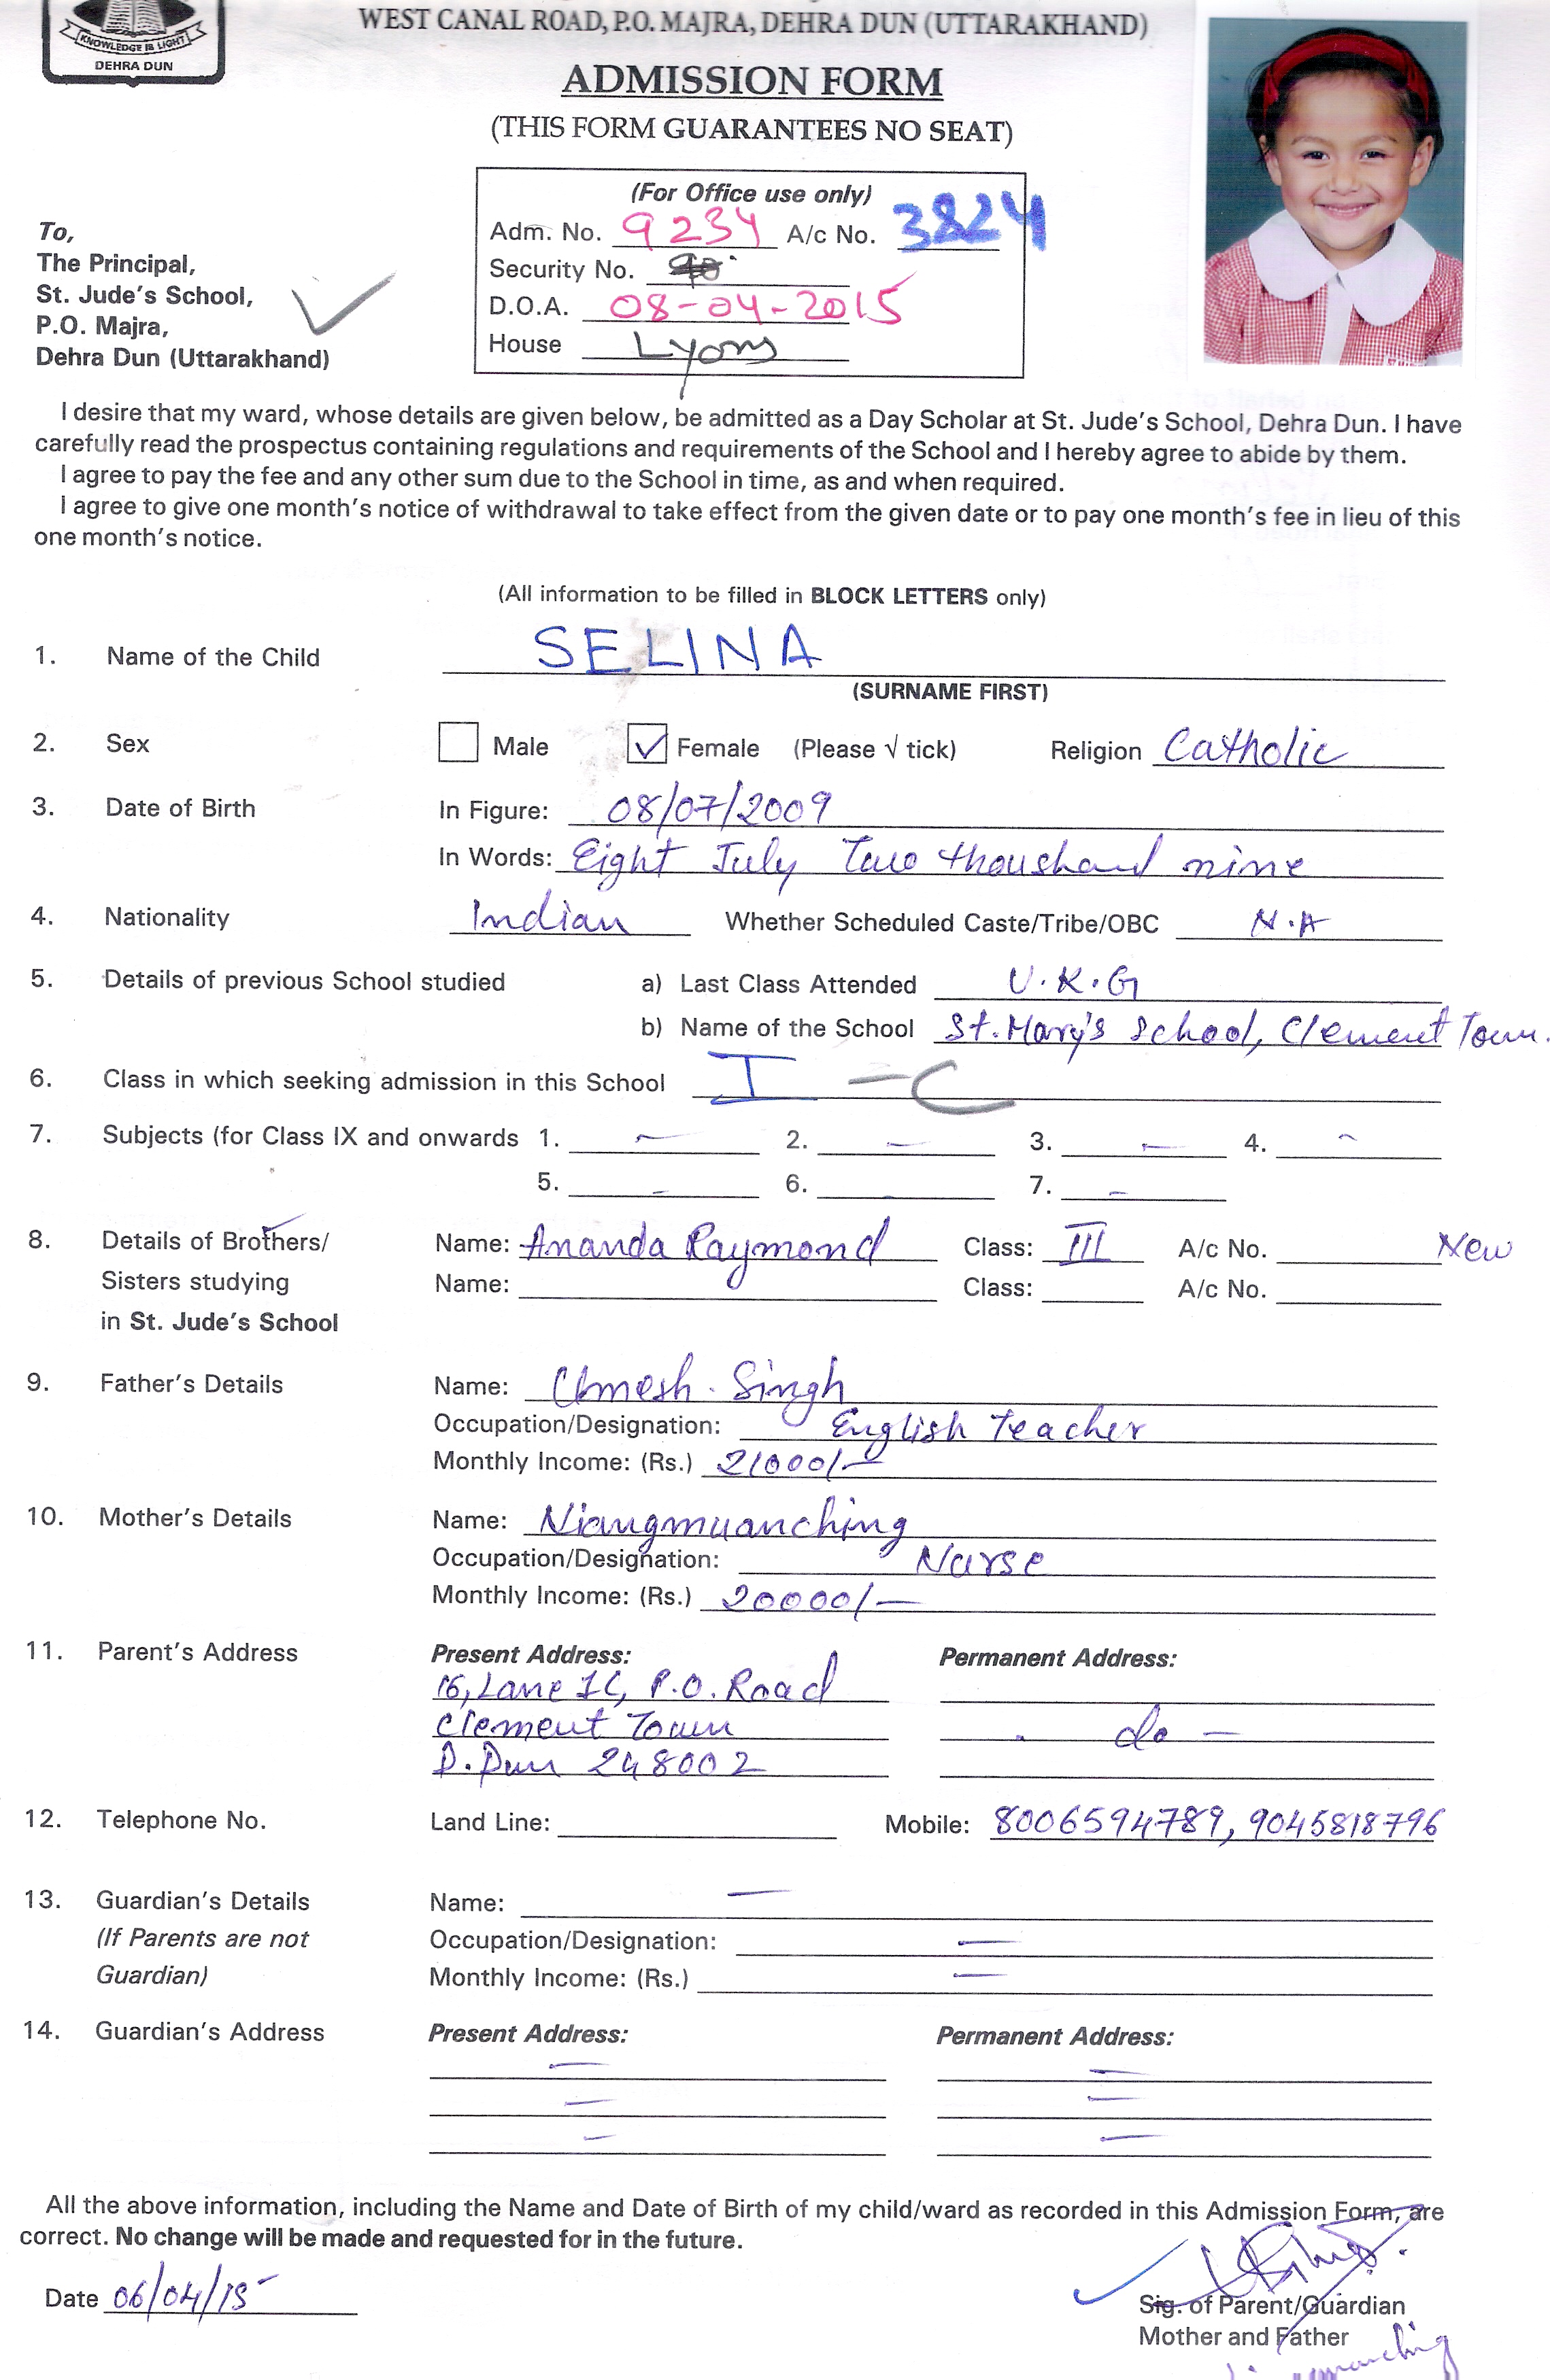 KNOWLEDGE IS LIGHT
DEHRA DUN
WEST CANAL ROAD, P.O. MAJRA, DEHRA DUN (UTTARAKHAND)
ADMISSION FORM
(THIS FORM GUARANTEES NO SEAT)
(For Office use only)
Adm. No. 9234 A/c No. 3824
Security No.
D.O.A. 08-04-2015
House Lyons
To,
The Principal,
St. Jude's School,
P.O. Majra,
Dehra Dun (Uttarakhand)
I desire that my ward, whose details are given below, be admitted as a Day Scholar at St. Jude's School, Dehra Dun. I have
carefully read the prospectus containing regulations and requirements of the School and I hereby agree to abide by them.
I agree to pay the fee and any other sum due to the School in time, as and when required.
I agree to give one month's notice of withdrawal to take effect from the given date or to pay one month's fee in lieu of this
one month's notice.
(All information to be filled in BLOCK LETTERS only)
1. Name of the Child SELINA
(SURNAME FIRST)
2. Sex Male ✓ Female (Please √ tick) Religion Catholic
3. Date of Birth In Figure: 08/07/2009
In Words: Eight July Two thoushand nine
4. Nationality Indian Whether Scheduled Caste/Tribe/OBC N.A
5. Details of previous School studied a) Last Class Attended U.K.G
b) Name of the School St. Mary's School, Clement Town.
6. Class in which seeking admission in this School I - C
7. Subjects (for Class IX and onwards 1. - 2. - 3. - 4. -
5. - 6. - 7. -
8. Details of Brothers/ Name: Ananda Raymond Class: III A/c No. New
Sisters studying Name: Class: A/c No.
in St. Jude's School
9. Father's Details Name: Umesh Singh
Occupation/Designation: English Teacher
Monthly Income: (Rs.) 21000/-
10. Mother's Details Name: Niangmuanching
Occupation/Designation: Nurse
Monthly Income: (Rs.) 20000/-
11. Parent's Address Present Address: Permanent Address:
16, Lane 1C, P.O. Road
Clement Town - do -
D.Dun 248002
12. Telephone No. Land Line: Mobile: 8006594789, 9045818796
13. Guardian's Details Name: -
(If Parents are not Occupation/Designation: -
Guardian) Monthly Income: (Rs.) -
14. Guardian's Address Present Address: Permanent Address:
- -
- -
- -
All the above information, including the Name and Date of Birth of my child/ward as recorded in this Admission Form, are
correct. No change will be made and requested for in the future.
Date 06/04/15
Sig. of Parent/Guardian
Mother and Father